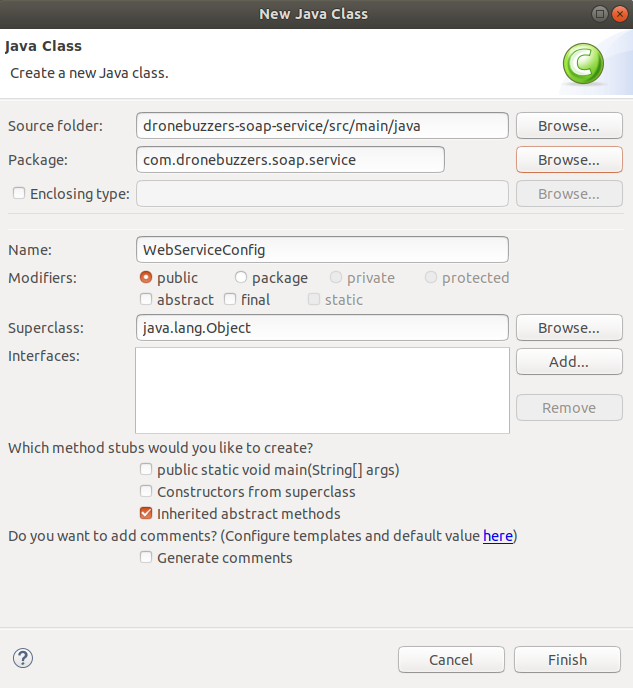 New Java Class
Java Class
Create a new Java class.
C
Source folder: dronebuzzers-soap-service/src/main/java Browse...
Package: com.dronebuzzers.soap.service Browse...
Enclosing type: Browse...
Name: WebServiceConfig
Modifiers: public package private protected
abstract final static
Superclass: java.lang.Object Browse...
Interfaces: Add...
Remove
Which method stubs would you like to create?
public static void main(String[] args)
Constructors from superclass
Inherited abstract methods
Do you want to add comments? (Configure templates and default value here)
Generate comments
? Cancel Finish